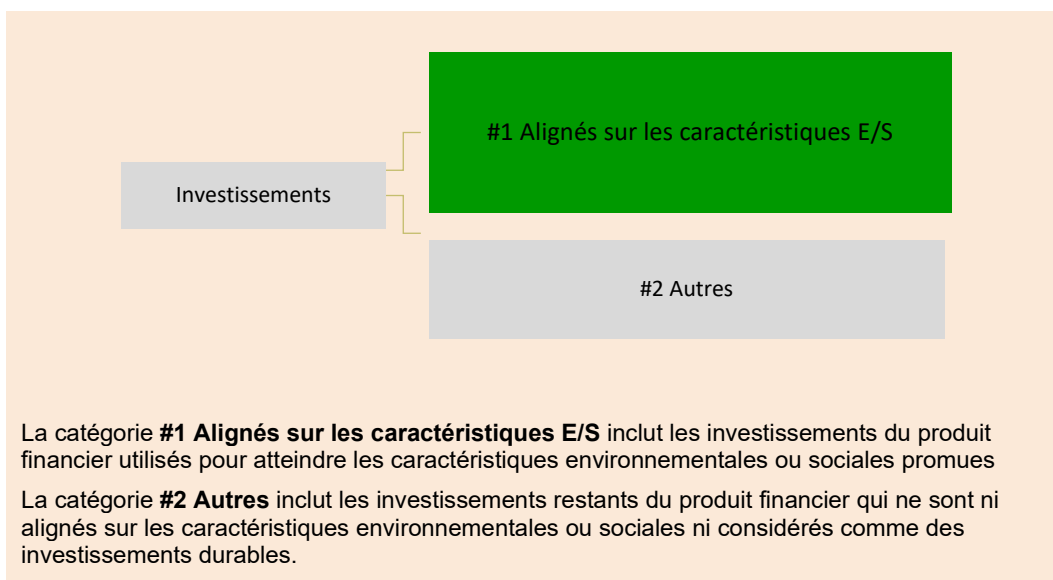 #1 Alignés sur les caractéristiques E/S
Investissements
#2 Autres
La catégorie #1 Alignés sur les caractéristiques E/S inclut les investissements du produit
financier utilisés pour atteindre les caractéristiques environnementales ou sociales promues
La catégorie #2 Autres inclut les investissements restants du produit financier qui ne sont ni
alignés sur les caractéristiques environnementales ou sociales ni considérés comme des
investissements durables.